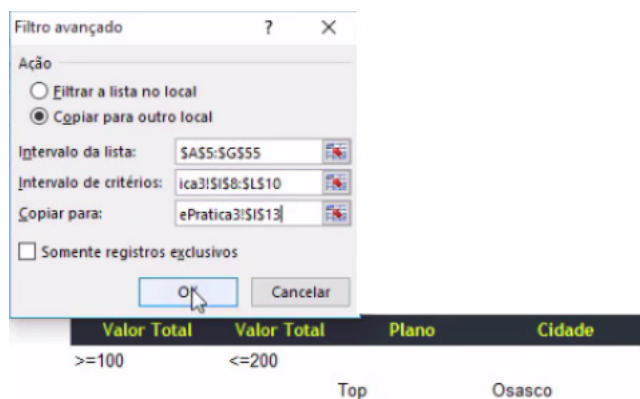 Filtro avançado ? ×
Ação
Filtrar a lista no local
Copiar para outro local
Intervalo da lista: $A$5:$G$55
Intervalo de critérios: ica3!$I$8:$L$10
Copiar para: ePratica3!$I$13
Somente registros exclusivos
OK Cancelar
Valor Total Valor Total Plano Cidade
>=100 <=200
Top Osasco